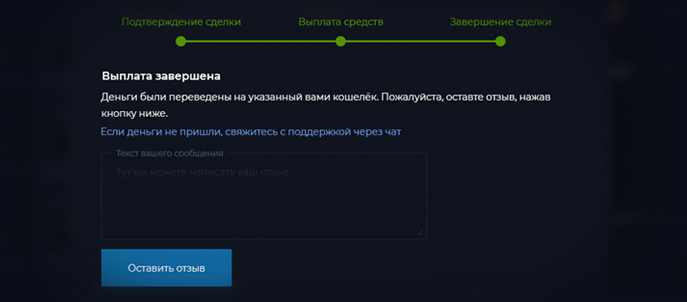 Подтверждение сделки Выплата средств Завершение сделки
Выплата завершена
Деньги были переведены на указанный вами кошелёк. Пожалуйста, оставте отзыв, нажав
кнопку ниже.
Если деньги не пришли, свяжитесь с поддержкой через чат
Текст вашего сообщения
Тут вы можете написать ваш отзыв
Оставить отзыв